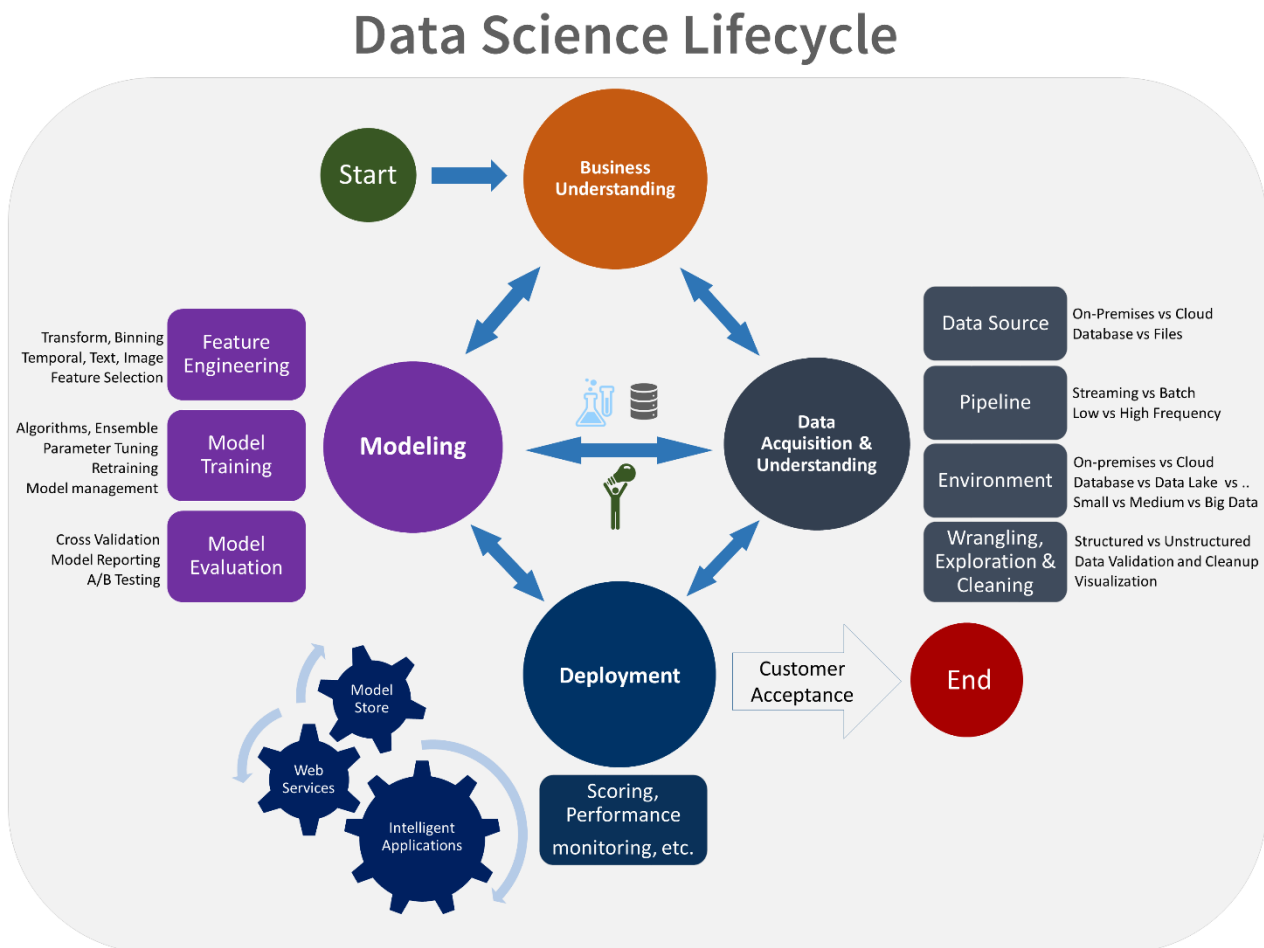 Data Science Lifecycle
Start
Business
Understanding
Transform, Binning
Temporal, Text, Image
Feature Selection
Feature
Engineering
Algorithms, Ensemble
Parameter Tuning
Retraining
Model management
Model
Training
Cross Validation
Model Reporting
A/B Testing
Model
Evaluation
Modeling
Data
Acquisition &
Understanding
Data Source
On-Premises vs Cloud
Database vs Files
Pipeline
Streaming vs Batch
Low vs High Frequency
Environment
On-premises vs Cloud
Database vs Data Lake vs ..
Small vs Medium vs Big Data
Wrangling,
Exploration &
Cleaning
Structured vs Unstructured
Data Validation and Cleanup
Visualization
Deployment
Customer
Acceptance
End
Model
Store
Web
Services
Intelligent
Applications
Scoring,
Performance
monitoring, etc.